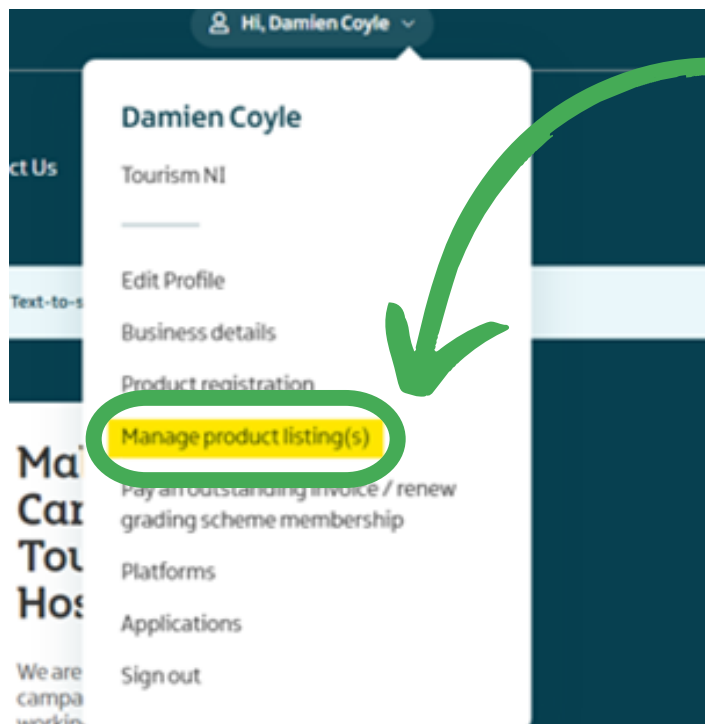 Hi, Damien Coyle
Damien Coyle
ct Us
Tourism NI
Edit Profile
Text-to-s
Business details
Product registration
Manage product listing(s)
Pay an outstanding invoice / renew
grading scheme membership
Platforms
Applications
Sign out
Ma
Car
Tou
Hos
We are
campa
workin